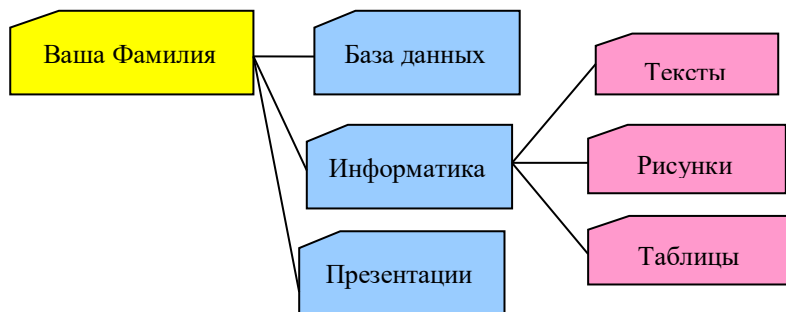 Ваша Фамилия
База данных
Тексты
Информатика
Рисунки
Презентации
Таблицы